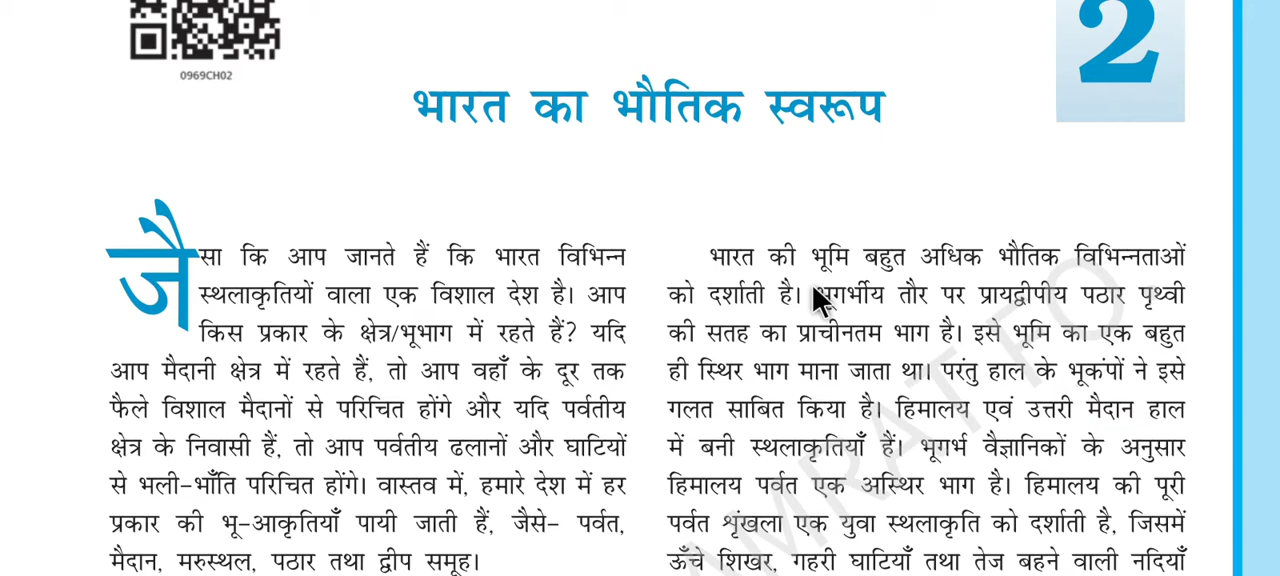 0969CH02
2
भारत का भौतिक स्वरूप
जैसा कि आप जानते हैं कि भारत विभिन्न
स्थलाकृतियों वाला एक विशाल देश है। आप
किस प्रकार के क्षेत्र/भूभाग में रहते हैं? यदि
आप मैदानी क्षेत्र में रहते हैं, तो आप वहाँ के दूर तक
फैले विशाल मैदानों से परिचित होंगे और यदि पर्वतीय
क्षेत्र के निवासी हैं, तो आप पर्वतीय ढलानों और घाटियों
से भली-भाँति परिचित होंगे। वास्तव में, हमारे देश में हर
प्रकार की भू-आकृतियाँ पायी जाती हैं, जैसे- पर्वत,
मैदान, मरुस्थल, पठार तथा द्वीप समूह।
भारत की भूमि बहुत अधिक भौतिक विभिन्नताओं
को दर्शाती है। भूगर्भीय तौर पर प्रायद्वीपीय पठार पृथ्वी
की सतह का प्राचीनतम भाग है। इसे भूमि का एक बहुत
ही स्थिर भाग माना जाता था। परंतु हाल के भूकंपों ने इसे
गलत साबित किया है। हिमालय एवं उत्तरी मैदान हाल
में बनी स्थलाकृतियाँ हैं। भूगर्भ वैज्ञानिकों के अनुसार
हिमालय पर्वत एक अस्थिर भाग है। हिमालय की पूरी
पर्वत शृंखला एक युवा स्थलाकृति को दर्शाती है, जिसमें
ऊँचे शिखर, गहरी घाटियाँ तथा तेज बहने वाली नदियाँ